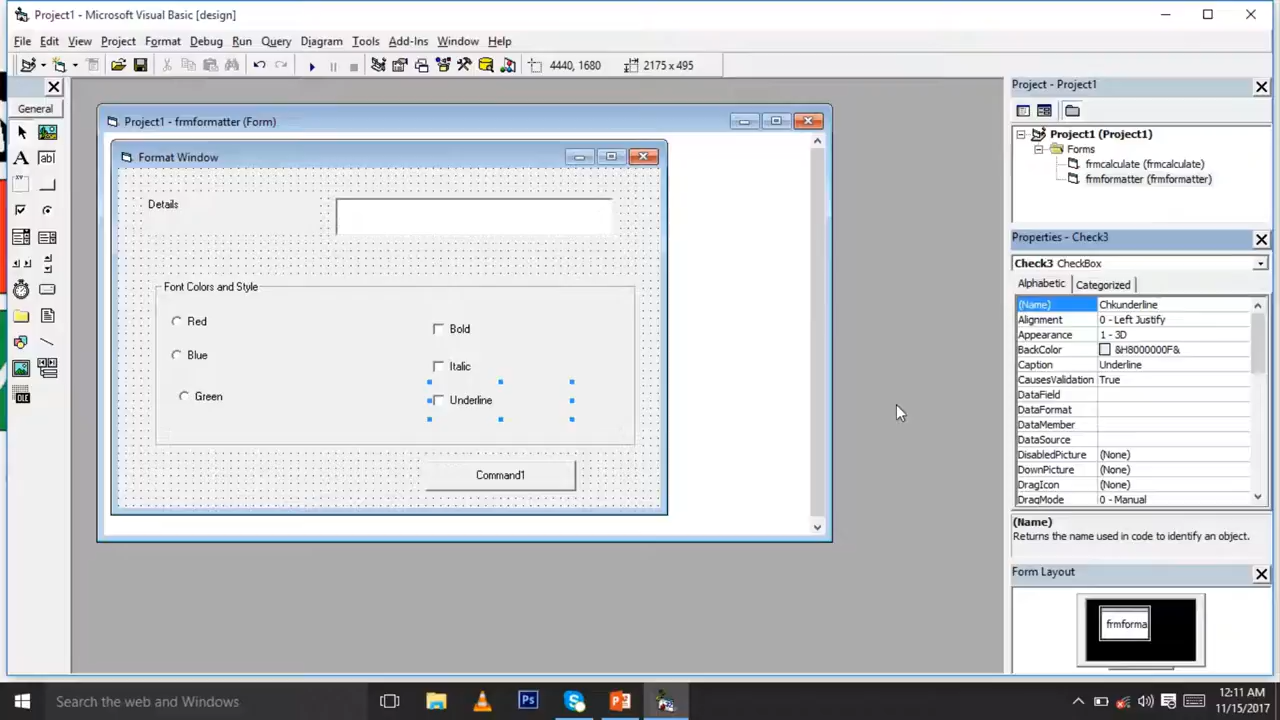 Project1 - Microsoft Visual Basic [design]
File Edit View Project Format Debug Run Query Diagram Tools Add-Ins Window Help
4440, 1680 2175 x 495
General
Project1 - frmformatter (Form)
Format Window
Details
Font Colors and Style
Red
Bold
Blue
Italic
Green
Underline
Command1
Project - Project1
Project1 (Project1)
Forms
frmcalculate (frmcalculate)
frmformatter (frmformatter)
Properties - Check3
Check3 CheckBox
Alphabetic Categorized
(Name) Chkunderline
Alignment 0 - Left Justify
Appearance 1 - 3D
BackColor &H8000000F&
Caption Underline
CausesValidation True
DataField
DataFormat
DataMember
DataSource
DisabledPicture (None)
DownPicture (None)
DragIcon (None)
DragMode 0 - Manual
(Name)
Returns the name used in code to identify an object.
Form Layout
frmforma
Search the web and Windows
12:11 AM
11/15/2017